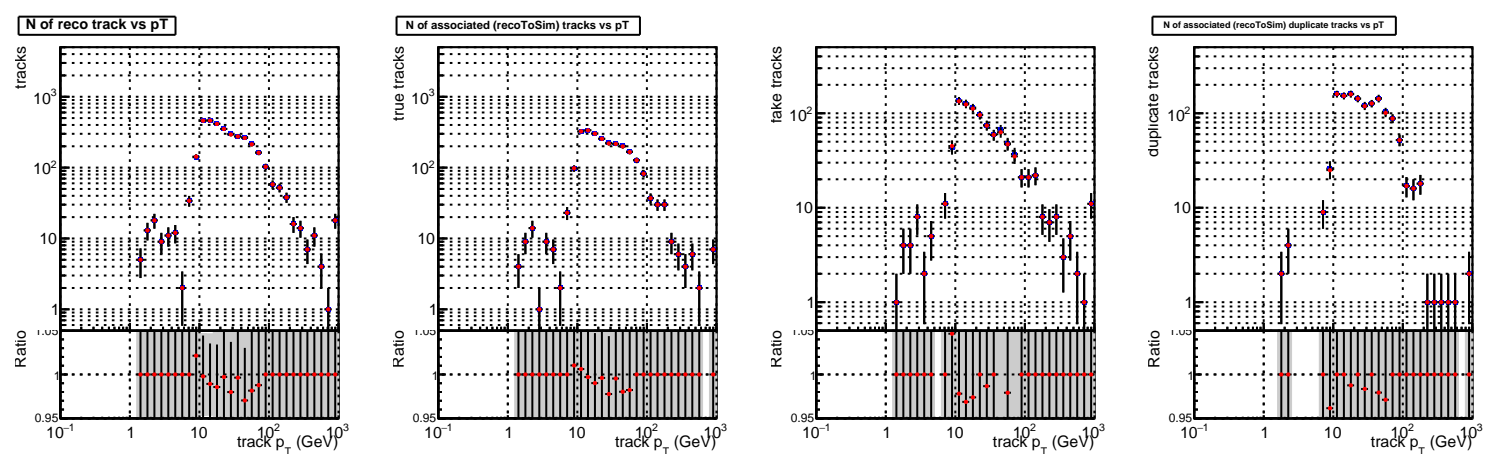 N of reco track vs pT
tracks
10³
10²
10
1
Ratio
1.05
1
0.95
10⁻¹ 1 10 10² 10³
track p_T (GeV)
N of associated (recoToSim) tracks vs pT
true tracks
10³
10²
10
1
Ratio
1.05
1
0.95
10⁻¹ 1 10 10² 10³
track p_T (GeV)
fake tracks
10²
10
1
Ratio
1.05
1
0.95
10⁻¹ 1 10 10² 10³
track p_T (GeV)
N of associated (recoToSim) duplicate tracks vs pT
duplicate tracks
10²
10
1
Ratio
1.05
1
0.95
10⁻¹ 1 10 10² 10³
track p_T (GeV)